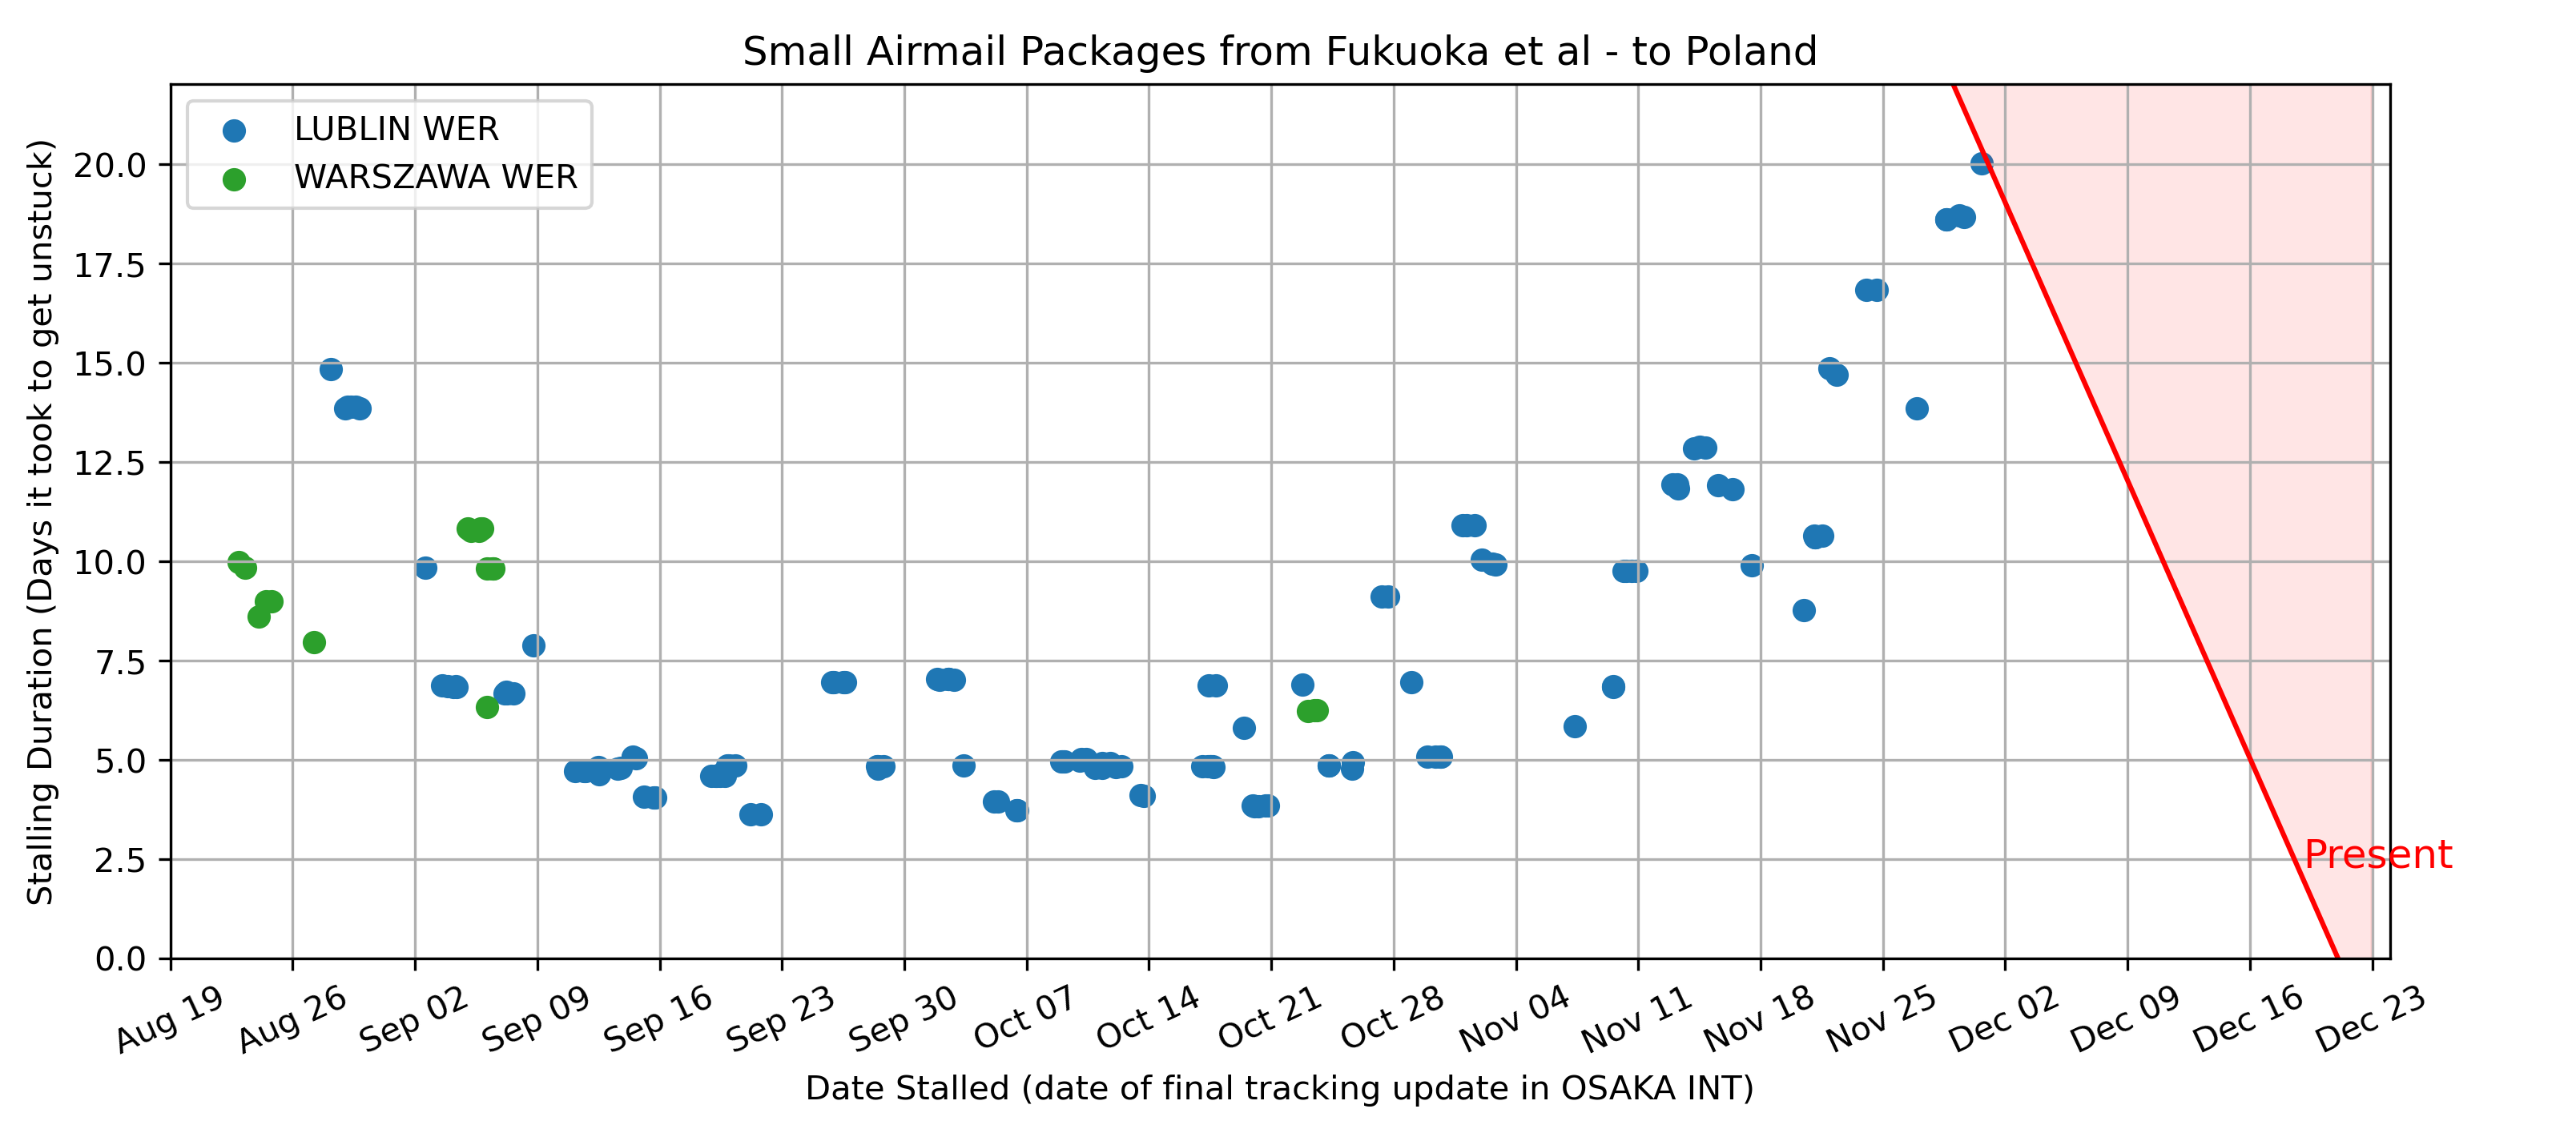 Small Airmail Packages from Fukuoka et al - to Poland
LUBLIN WER
WARSZAWA WER
Stalling Duration (Days it took to get unstuck)
20.0
17.5
15.0
12.5
10.0
7.5
5.0
2.5
0.0
Present
Aug 19
Aug 26
Sep 02
Sep 09
Sep 16
Sep 23
Sep 30
Oct 07
Oct 14
Oct 21
Oct 28
Nov 04
Nov 11
Nov 18
Nov 25
Dec 02
Dec 09
Dec 16
Dec 23
Date Stalled (date of final tracking update in OSAKA INT)